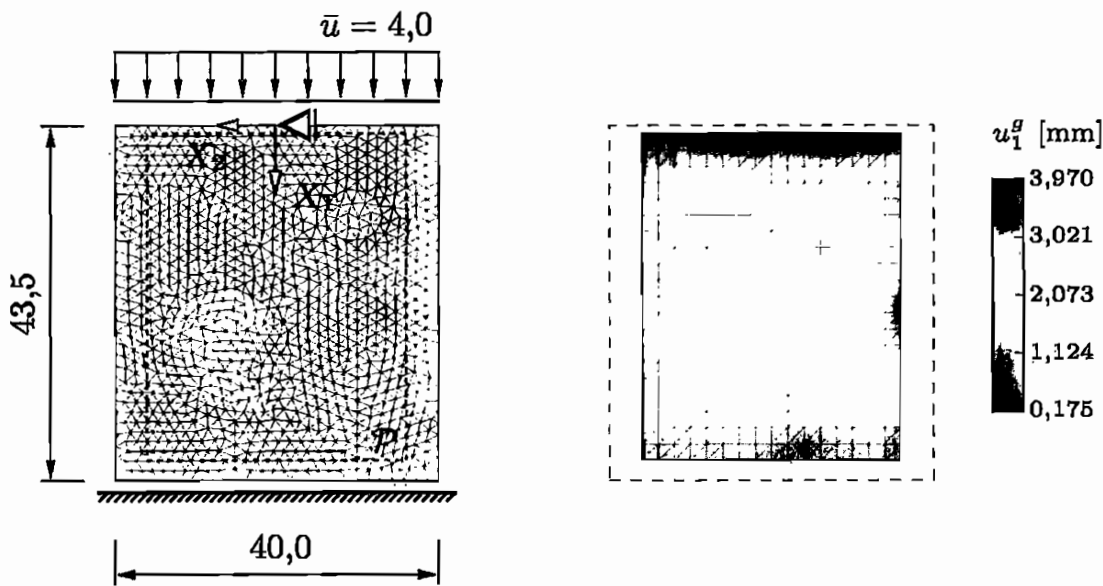 ū = 4,0
X₂
X₁
43,5
𝒫
40,0
u₁ᵍ [mm]
3,970
3,021
2,073
1,124
0,175